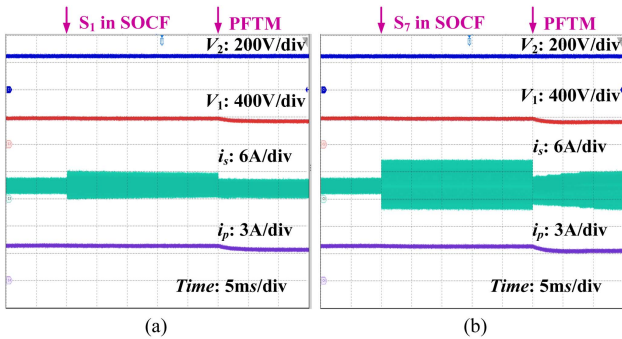 S₁ in SOCF PFTM
V₂: 200V/div
V₁: 400V/div
iₛ: 6A/div
iₚ: 3A/div
Time: 5ms/div
(a)
S₇ in SOCF PFTM
V₂: 200V/div
V₁: 400V/div
iₛ: 6A/div
iₚ: 3A/div
Time: 5ms/div
(b)